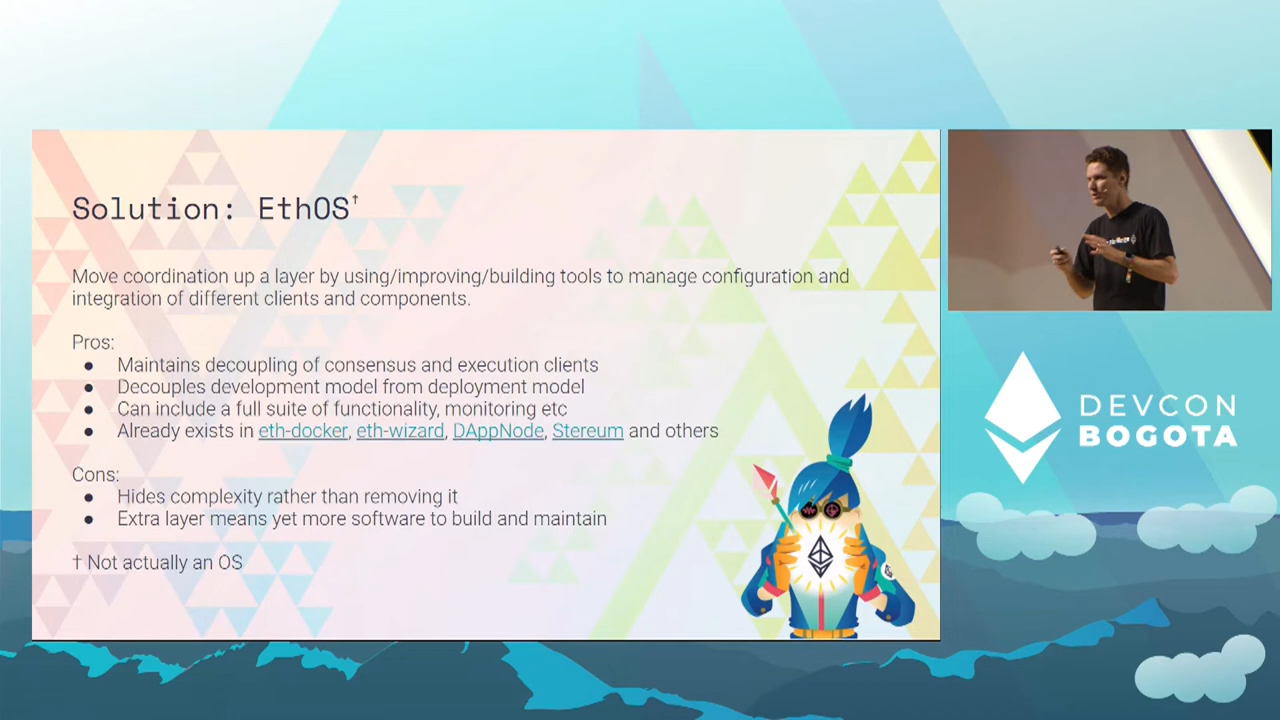 Solution: EthOS†
Move coordination up a layer by using/improving/building tools to manage configuration and
integration of different clients and components.
Pros:
● Maintains decoupling of consensus and execution clients
● Decouples development model from deployment model
● Can include a full suite of functionality, monitoring etc
● Already exists in eth-docker, eth-wizard, DAppNode, Stereum and others
Cons:
● Hides complexity rather than removing it
● Extra layer means yet more software to build and maintain
† Not actually an OS
DEVCON
BOGOTA